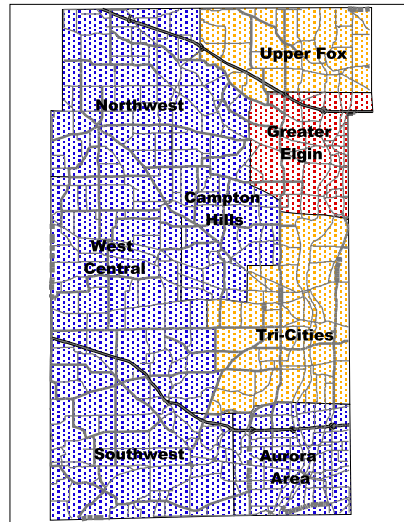 Upper Fox
Northwest
Greater
Elgin
Campton
Hills
West
Central
Tri-Cities
Southwest
Aurora
Area